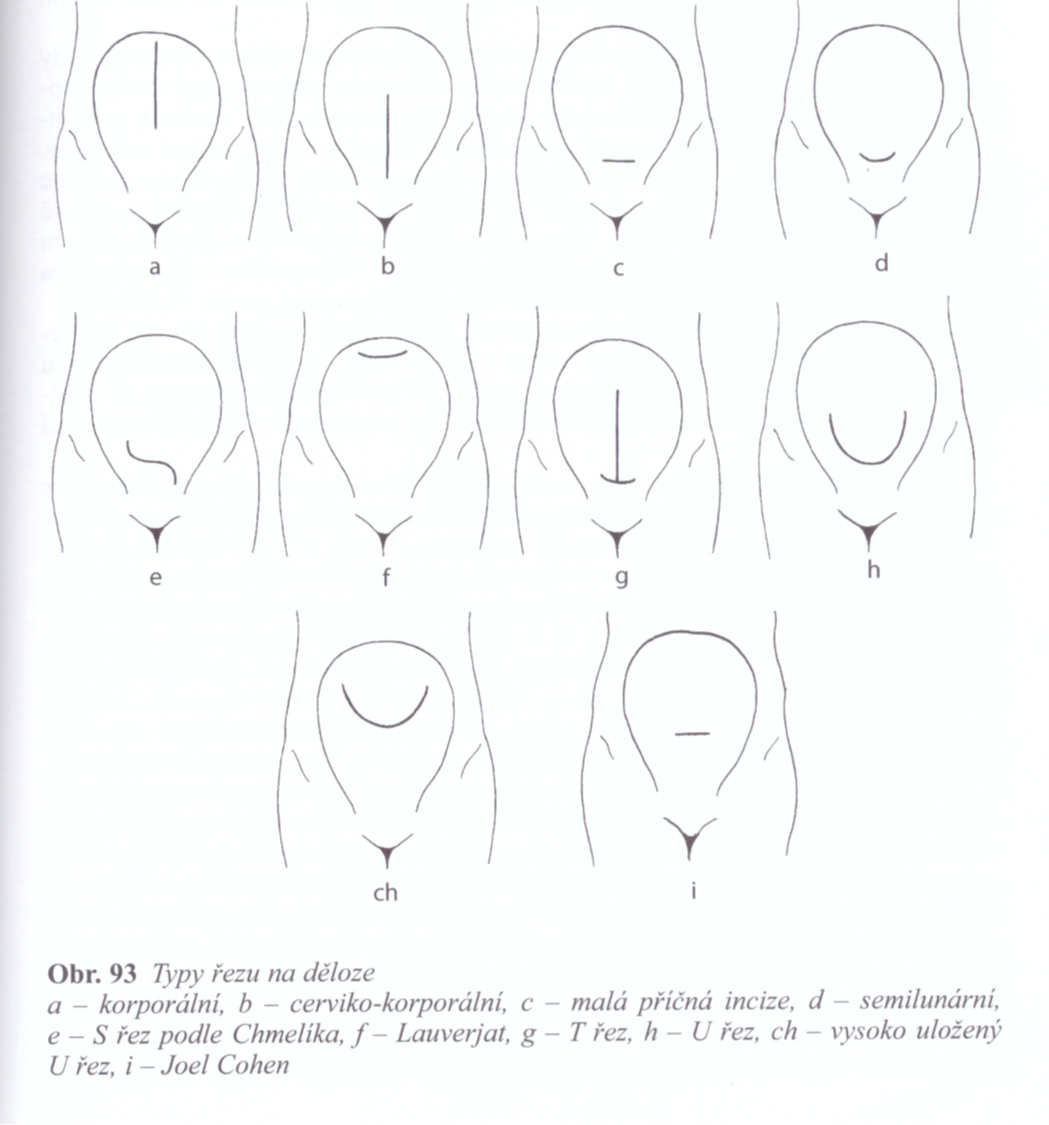 a b c d
e f g h
ch i
Obr. 93 Typy řezu na děloze
a – korporální, b – cerviko-korporální, c – malá příčná incize, d – semilunární,
e – S řez podle Chmelíka, f – Lauverjat, g – T řez, h – U řez, ch – vysoko uložený
U řez, i – Joel Cohen